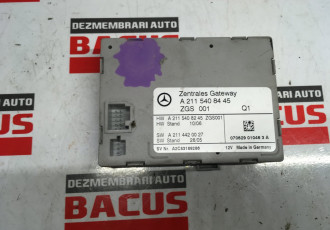 DEZMEMBRARI AUTO
BACUS
DEZMEMBRARI AUTO
BACUS
Zentrales Gateway
A 211 540 84 45
ZGS 001 Q1
HW A 211 540 82 45 ZGS001
HW Stand 10/06
SW A 211 442 00 27
SW Stand 28/05
12V Made in Germany
DEZMEMBRARI AUTO
BACUS